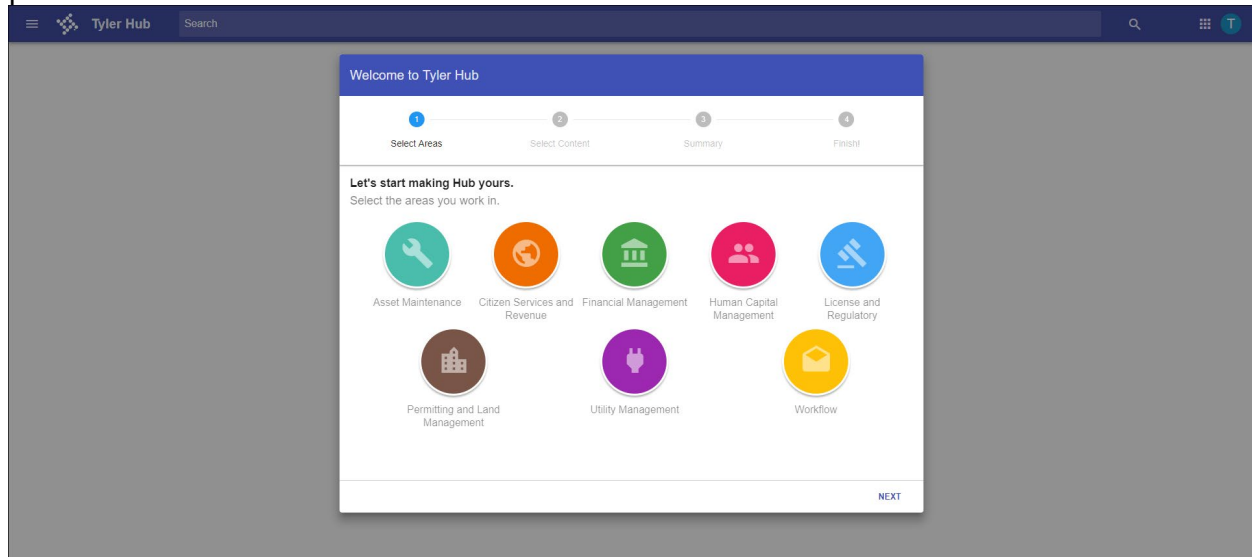 Tyler Hub
Search
T
Welcome to Tyler Hub
1
2
3
4
Select Areas
Select Content
Summary
Finish!
Let's start making Hub yours.
Select the areas you work in.
Asset Maintenance
Citizen Services and
Revenue
Financial Management
Human Capital
Management
License and
Regulatory
Permitting and Land
Management
Utility Management
Workflow
NEXT